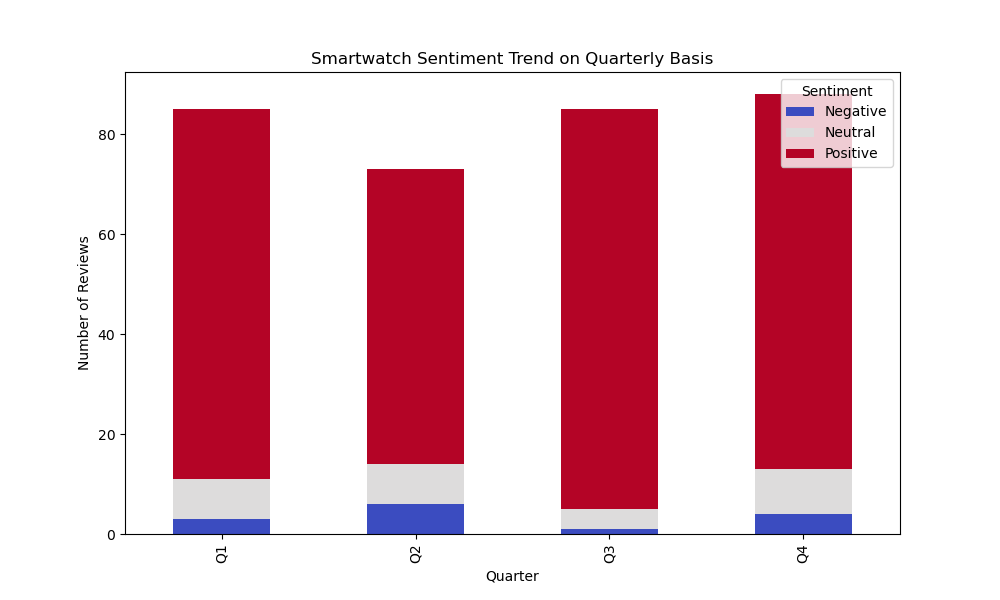 Smartwatch Sentiment Trend on Quarterly Basis
Sentiment
Negative
Neutral
Positive
80
60
40
20
0
Number of Reviews
Q1
Q2
Q3
Q4
Quarter